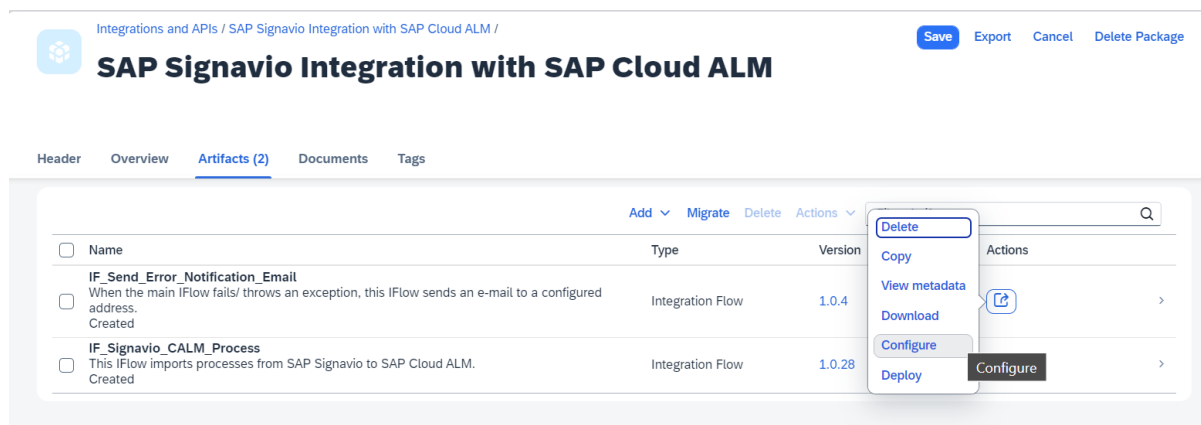 Integrations and APIs / SAP Signavio Integration with SAP Cloud ALM /
Save Export Cancel Delete Package
SAP Signavio Integration with SAP Cloud ALM
Header Overview Artifacts (2) Documents Tags
Add Migrate Delete Actions
Name Type Version Actions
IF_Send_Error_Notification_Email
When the main IFlow fails/ throws an exception, this IFlow sends an e-mail to a configured
address.
Created
Integration Flow 1.0.4
IF_Signavio_CALM_Process
This IFlow imports processes from SAP Signavio to SAP Cloud ALM.
Created
Integration Flow 1.0.28
Delete
Copy
View metadata
Download
Configure
Deploy
Configure